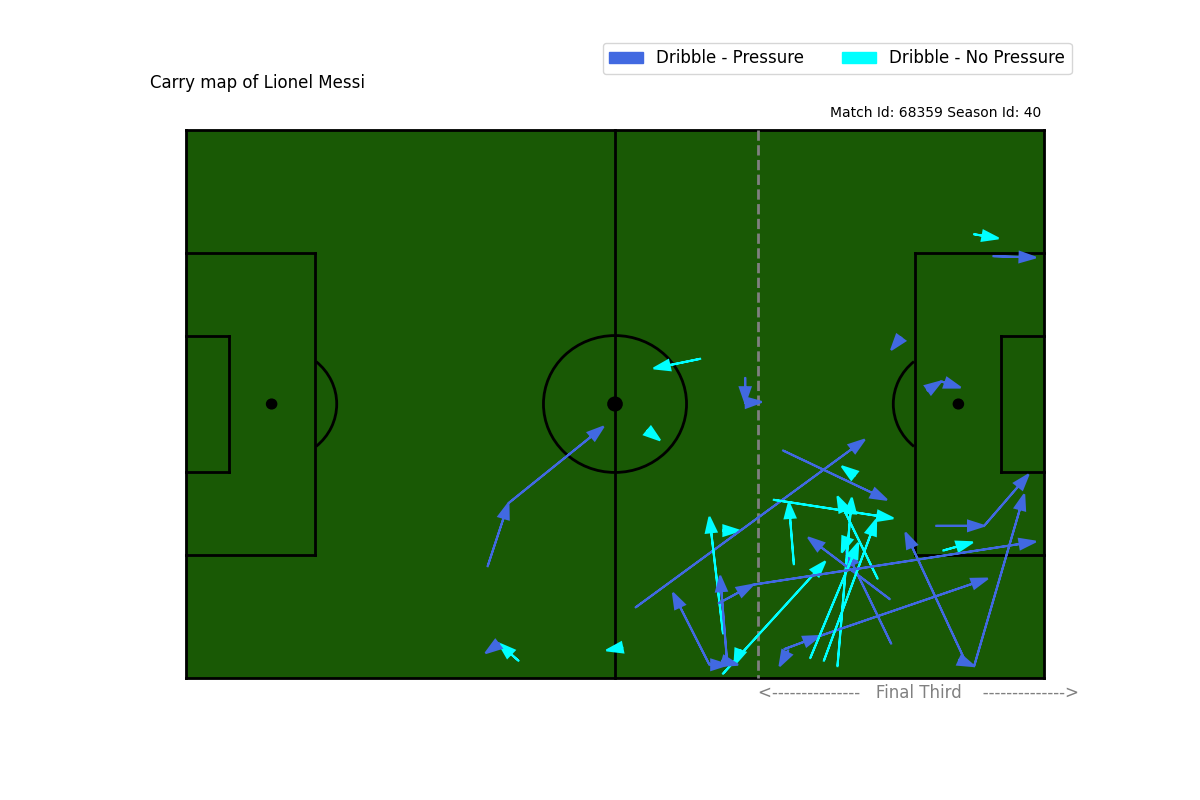 Dribble - Pressure Dribble - No Pressure
Carry map of Lionel Messi
Match Id: 68359 Season Id: 40
<--------------- Final Third -------------->